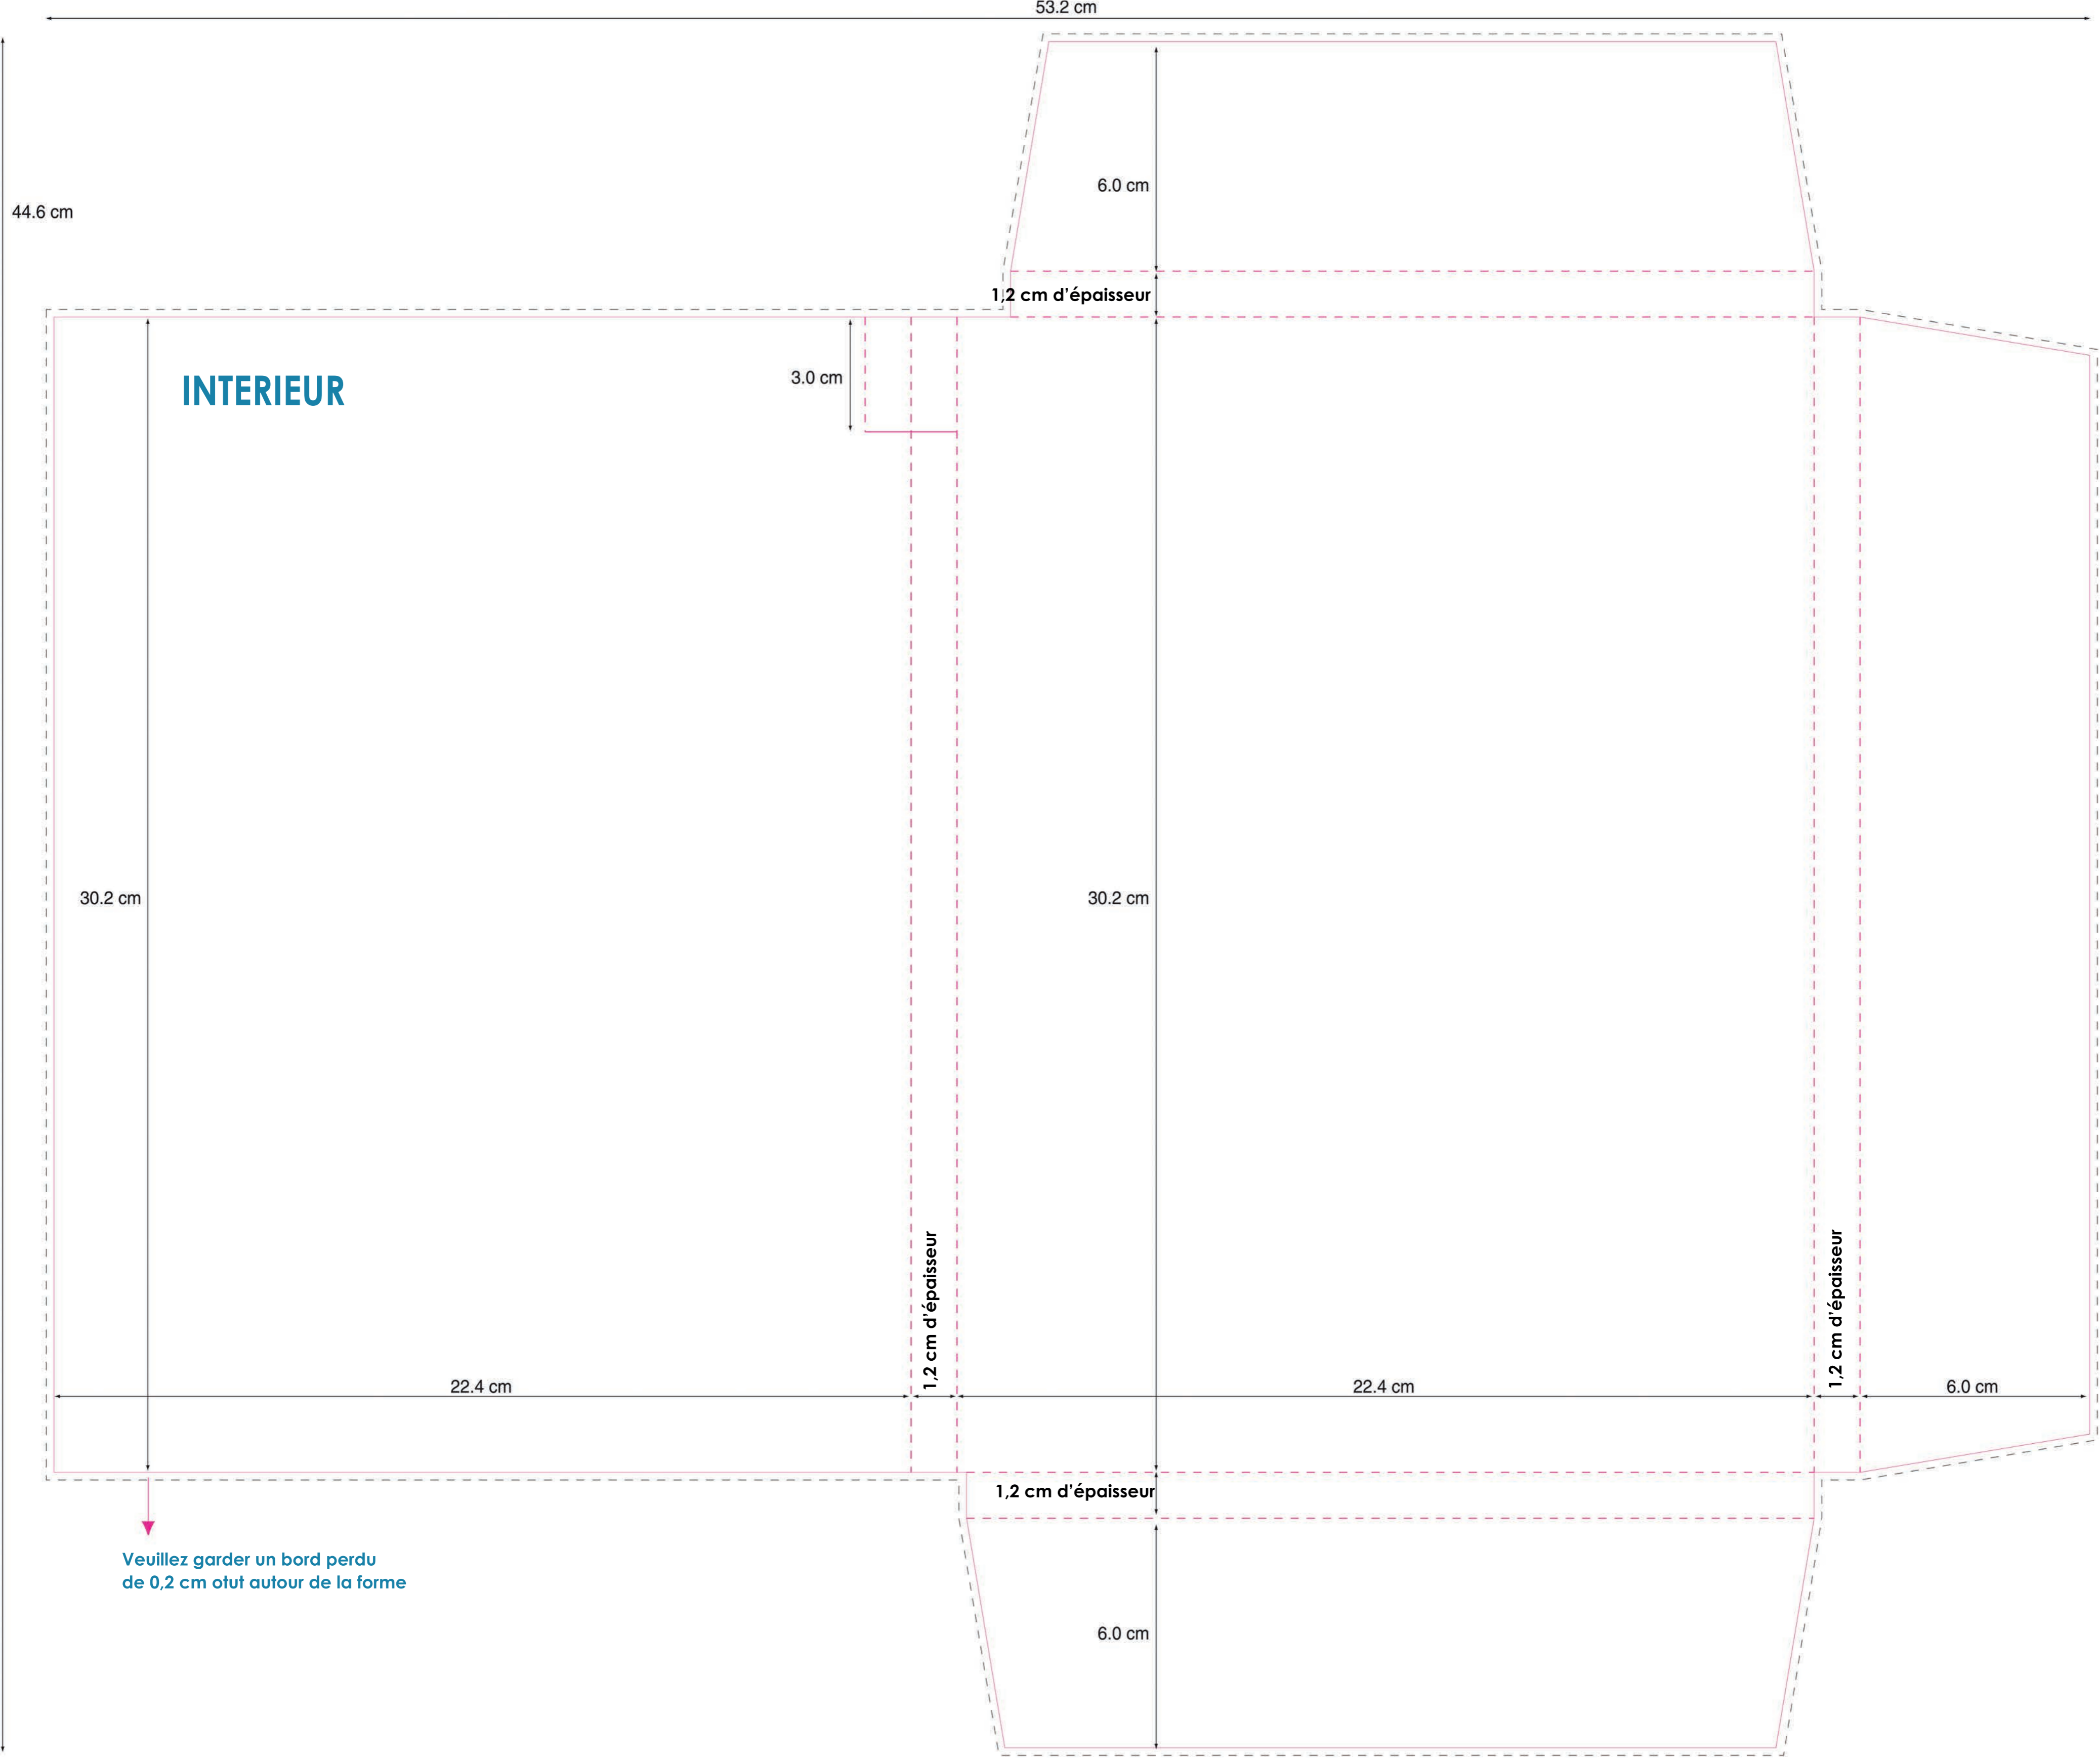 53.2 cm
44.6 cm
6.0 cm
1,2 cm d'épaisseur
3.0 cm
INTERIEUR
30.2 cm
30.2 cm
1,2 cm d'épaisseur
1,2 cm d'épaisseur
22.4 cm
22.4 cm
6.0 cm
1,2 cm d'épaisseur
Veuillez garder un bord perdu
de 0,2 cm otut autour de la forme
6.0 cm